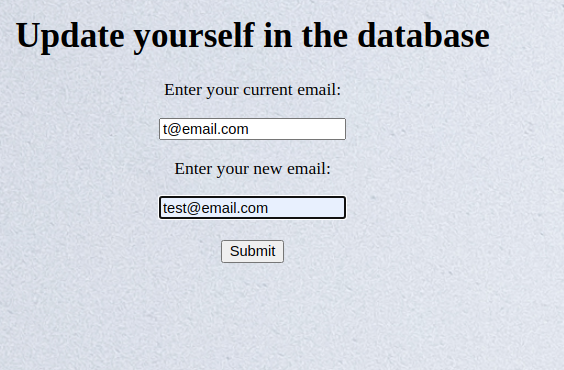 Update yourself in the database
Enter your current email:
t@email.com
Enter your new email:
test@email.com
Submit